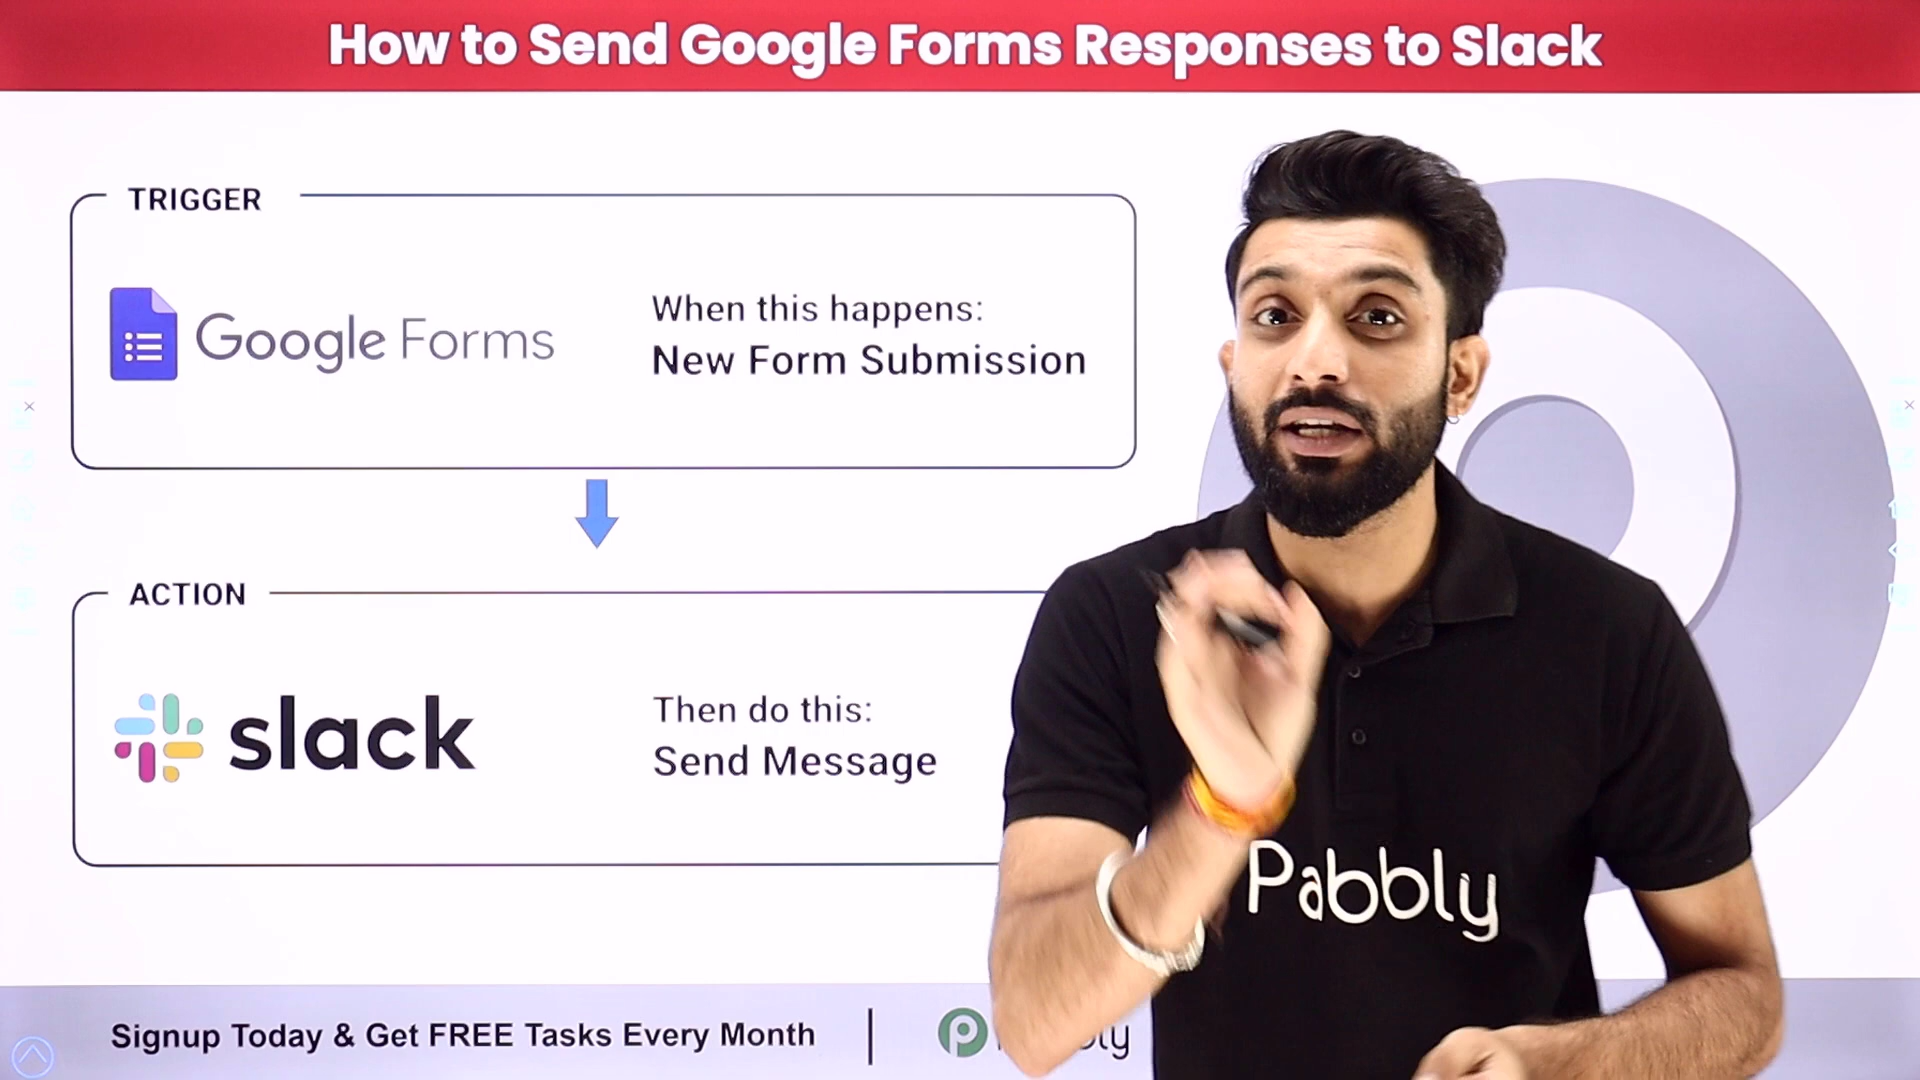 How to Send Google Forms Responses to Slack
TRIGGER
Google Forms
When this happens:
New Form Submission
ACTION
slack
Then do this:
Send Message
Pabbly
Signup Today & Get FREE Tasks Every Month